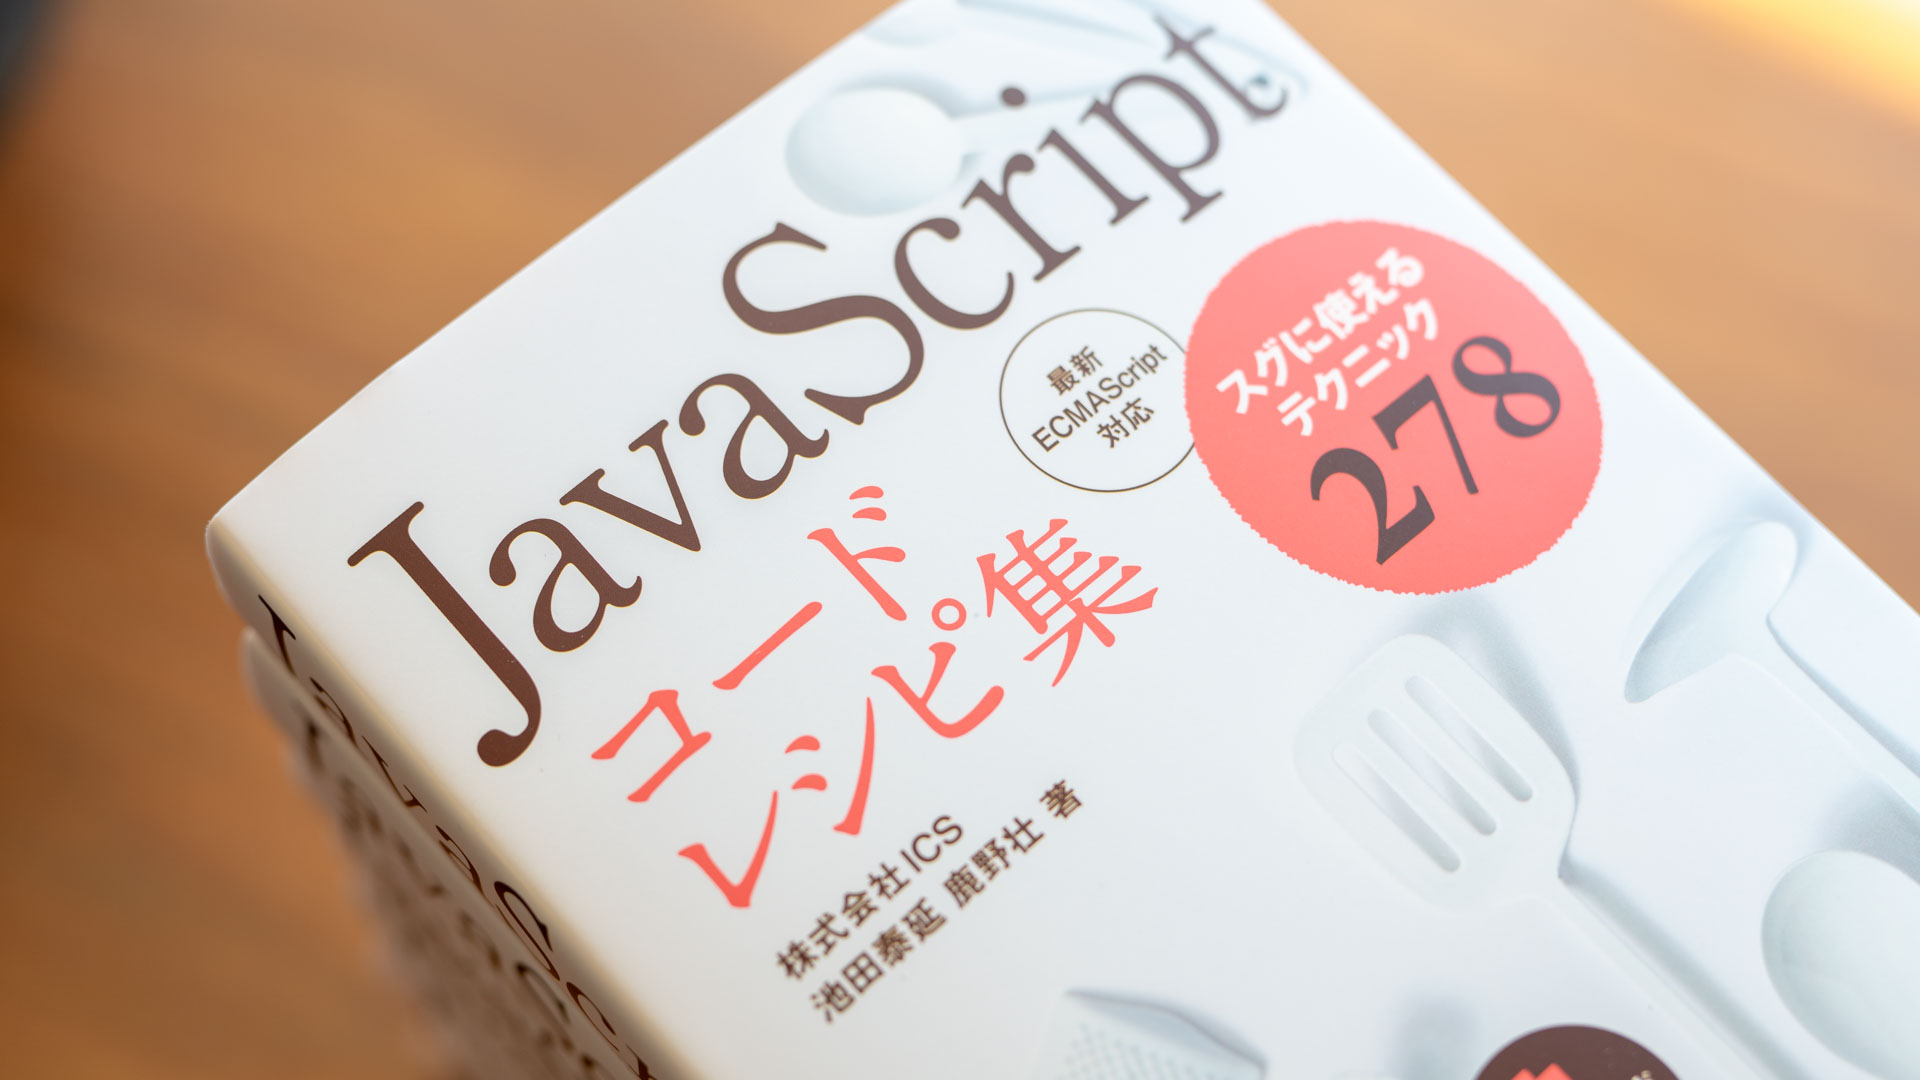 JavaScript
コード
レシピ集
最新
ECMAScript
対応
スグに使える
テクニック
278
株式会社ICS
池田泰延 鹿野壮 著
JavaScr